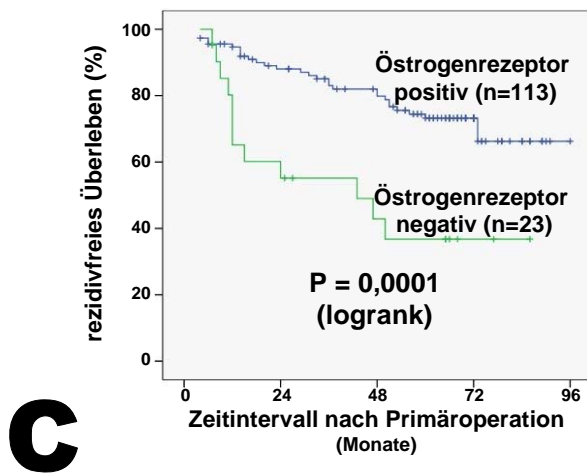 100
80
60
40
20
0
rezidivfreies Überleben (%)
Östrogenrezeptor
positiv (n=113)
Östrogenrezeptor
negativ (n=23)
P = 0,0001
(logrank)
0 24 48 72 96
Zeitintervall nach Primäroperation
(Monate)
C